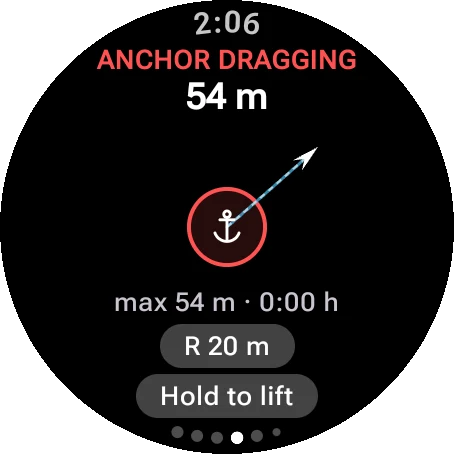 2:06
ANCHOR DRAGGING
54 m
max 54 m · 0:00 h
R 20 m
Hold to lift